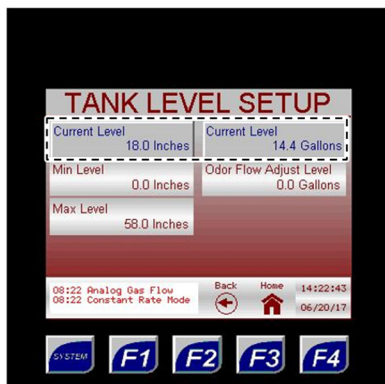 TANK LEVEL SETUP
Current Level
18.0 Inches
Current Level
14.4 Gallons
Min Level
0.0 Inches
Odor Flow Adjust Level
0.0 Gallons
Max Level
58.0 Inches
08:22 Analog Gas Flow
08:22 Constant Rate Mode
Back
Home
14:22:43
06/20/17
SYSTEM
F1
F2
F3
F4